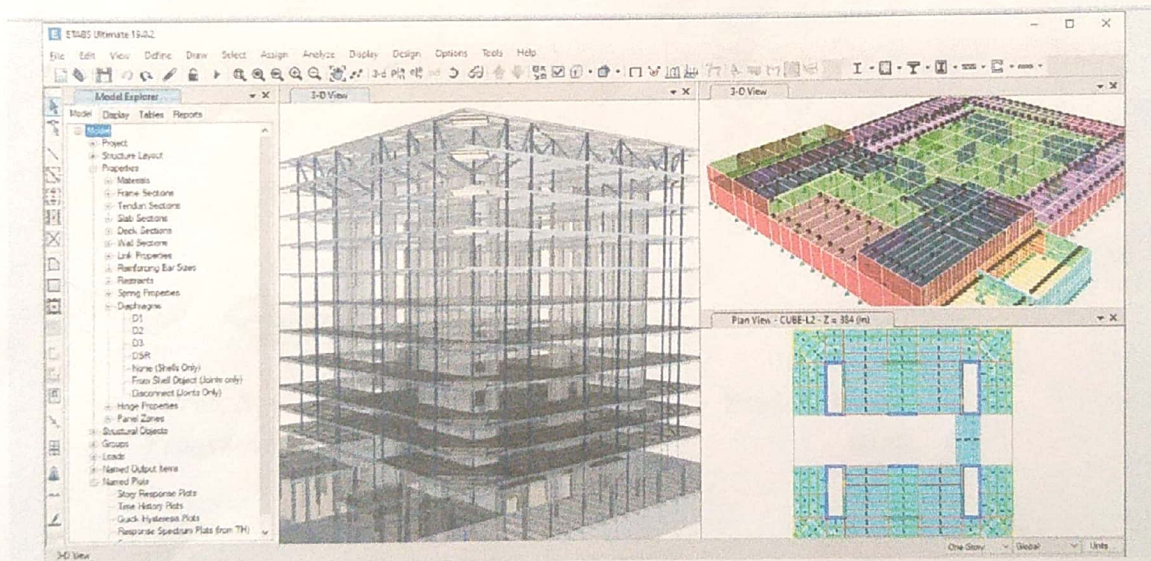 ETABS Ultimate 19.0.2
File Edit View Define Draw Select Assign Analyze Display Design Options Tools Help
Model Explorer
3-D View
3-D View
Model Display Tables Reports
Model
Project
Structure Layout
Properties
Materials
Frame Sections
Tendon Sections
Slab Sections
Deck Sections
Wall Sections
Link Properties
Reinforcing Bar Sizes
Restraints
Spring Properties
Diaphragms
D1
D2
D3
DSR
None (Shells Only)
From Shell Object (Joints only)
Disconnect (Joints Only)
Hinge Properties
Panel Zones
Structural Objects
Groups
Loads
Named Output Items
Named Plots
Story Response Plots
Time History Plots
Quick Hysteresis Plots
Response Spectrum Plots (from TH)
Plan View - CUBE-L2 - Z = 384 (in)
3-D View
One Story Global Units...